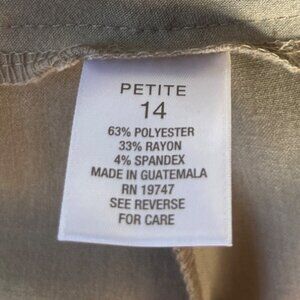 PETITE
14
63% POLYESTER
33% RAYON
4% SPANDEX
MADE IN GUATEMALA
RN 19747
SEE REVERSE
FOR CARE